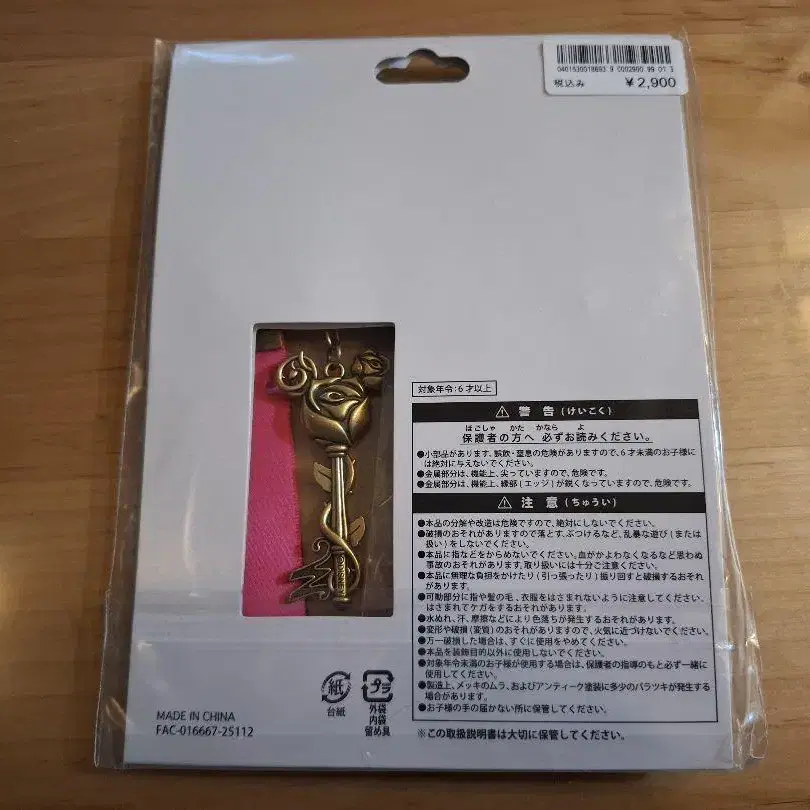 0401530018693 9 0002900 99 01 3
税込み ¥2,900
対象年令:6才以上
⚠ 警告(けいこく)
ほごしゃ かた かなら よ
保護者の方へ 必ずお読みください。
●小部品があります。誤飲・窒息の危険がありますので、6才未満のお子様に
は絶対に与えないでください。
●金属部分は、機能上、尖っていますので、危険です。
●金属部分は、機能上、縁部(エッジ)が鋭くなっていますので、危険です。
⚠ 注意(ちゅうい)
●本品の分解や改造は危険ですので、絶対にしないでください。
●破損のおそれがありますので落とす、ぶつけるなど、乱暴な遊び(または
扱い)をしないでください。
●本品に指などをからめないでください。血がかよわなくなるなど思わぬ
事故のおそれがあります。取り扱いには十分ご注意ください。
●本品に無理な負担をかけたり(引っ張ったり)振り回すと破損するおそれ
があります。
●可動部分に指や髪の毛、衣服をはさまれないように注意してください。
はさまれてケガをするおそれがあります。
●水ぬれ、汗、摩擦などにより色落ちが発生するおそれがあります。
●変形や破損(変質)のおそれがありますので、火気に近づけないでください。
●万一破損した場合は、すぐに使用をやめてください。
●本品を装飾目的以外に使用しないでください。
●対象年令未満のお子様が使用する場合は、保護者の指導のもと必ず一緒に
使用してください。
●製造上、メッキのムラ、およびアンティーク塗装に多少のバラツキが発生する
場合があります。
●お子様の手の届かない所に保管してください。
※この取扱説明書は大切に保管してください。
紙
台紙
プラ
外袋
内袋
留め具
MADE IN CHINA
FAC-016667-25112